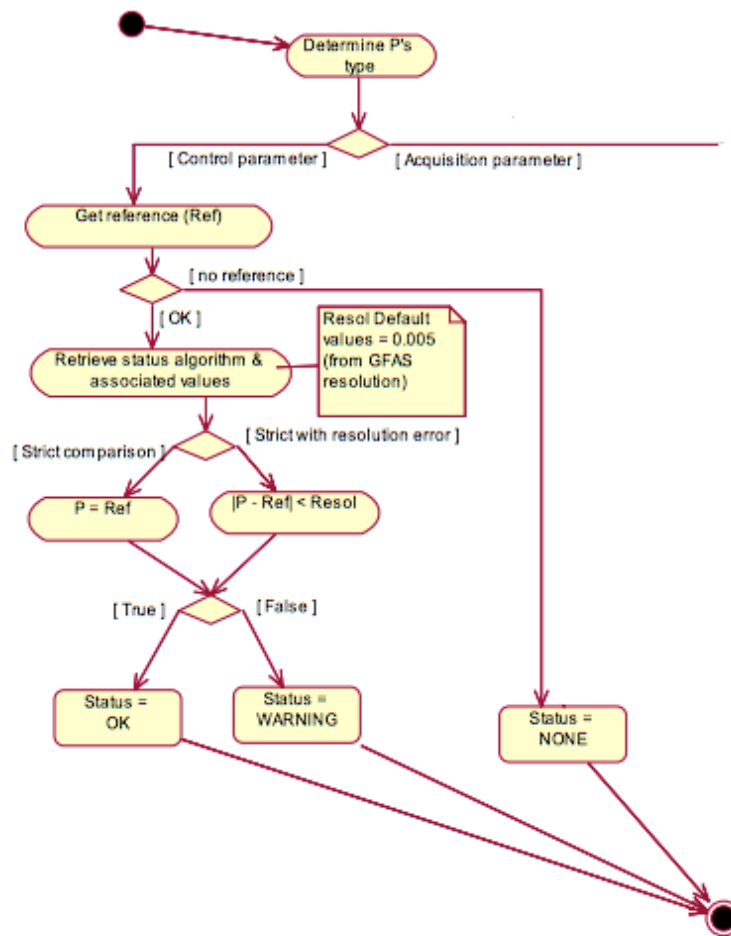 Determine P's
type
[ Control parameter ]
[ Acquisition parameter ]
Get reference (Ref)
[ no reference ]
[ OK ]
Resol Default
values = 0.005
(from GFAS
resolution)
Retrieve status algorithm &
associated values
[ Strict comparison ]
[ Strict with resolution error ]
P = Ref
|P - Ref| < Resol
[ True ]
[ False ]
Status =
OK
Status =
WARNING
Status =
NONE